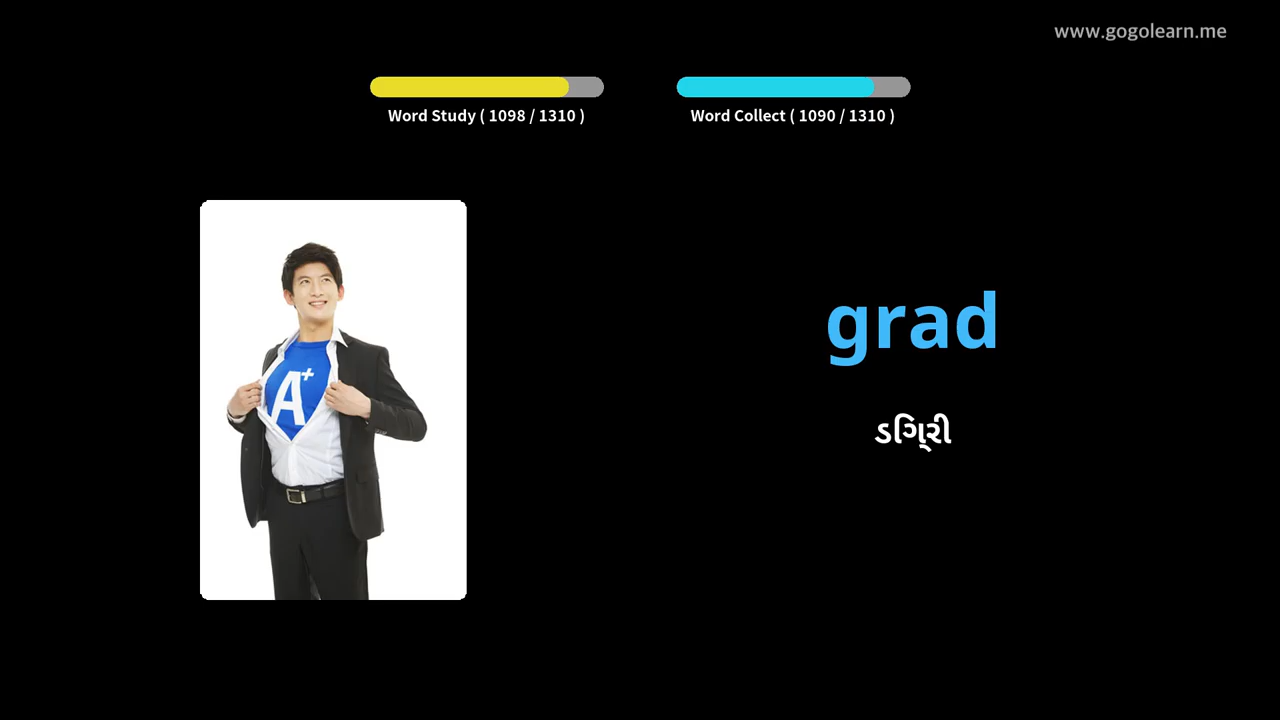 www.gogolearn.me
Word Study ( 1098 / 1310 )
Word Collect ( 1090 / 1310 )
A+
grad
ડિગ્રી